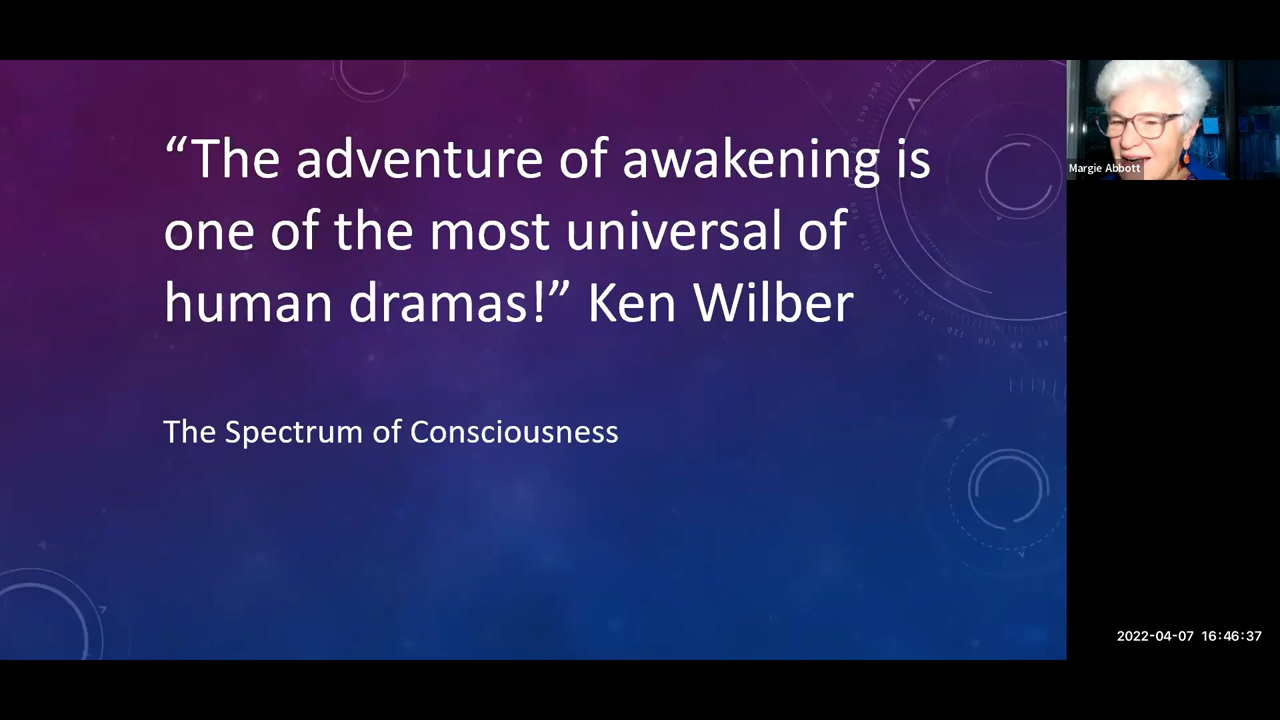 “The adventure of awakening is
one of the most universal of
human dramas!” Ken Wilber
The Spectrum of Consciousness
Margie Abbott
2022-04-07 16:46:37